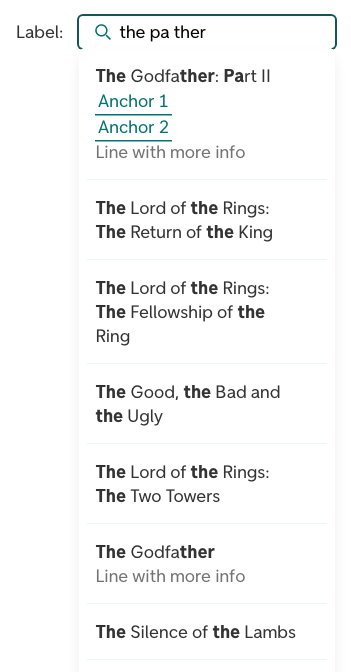 Label:
the pa ther
The Godfather: Part II
Anchor 1
Anchor 2
Line with more info
The Lord of the Rings:
The Return of the King
The Lord of the Rings:
The Fellowship of the
Ring
The Good, the Bad and
the Ugly
The Lord of the Rings:
The Two Towers
The Godfather
Line with more info
The Silence of the Lambs